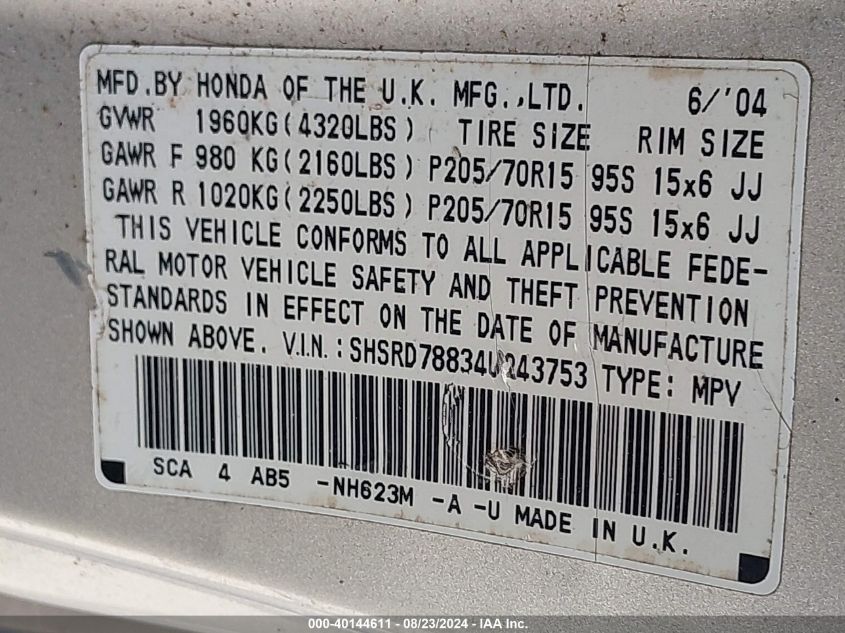 MFD.BY HONDA OF THE U.K. MFG.,LTD. 6/'04
GVWR 1960KG(4320LBS) TIRE SIZE RIM SIZE
GAWR F 980 KG(2160LBS) P205/70R15 95S 15x6 JJ
GAWR R 1020KG(2250LBS) P205/70R15 95S 15x6 JJ
THIS VEHICLE CONFORMS TO ALL APPLICABLE FEDE-
RAL MOTOR VEHICLE SAFETY AND THEFT PREVENTION
STANDARDS IN EFFECT ON THE DATE OF MANUFACTURE
SHOWN ABOVE. V.I.N.: SHSRD78834U243753 TYPE: MPV
SCA 4 AB5 -NH623M -A -U MADE IN U.K.
000-40144611 - 08/23/2024 - IAA Inc.